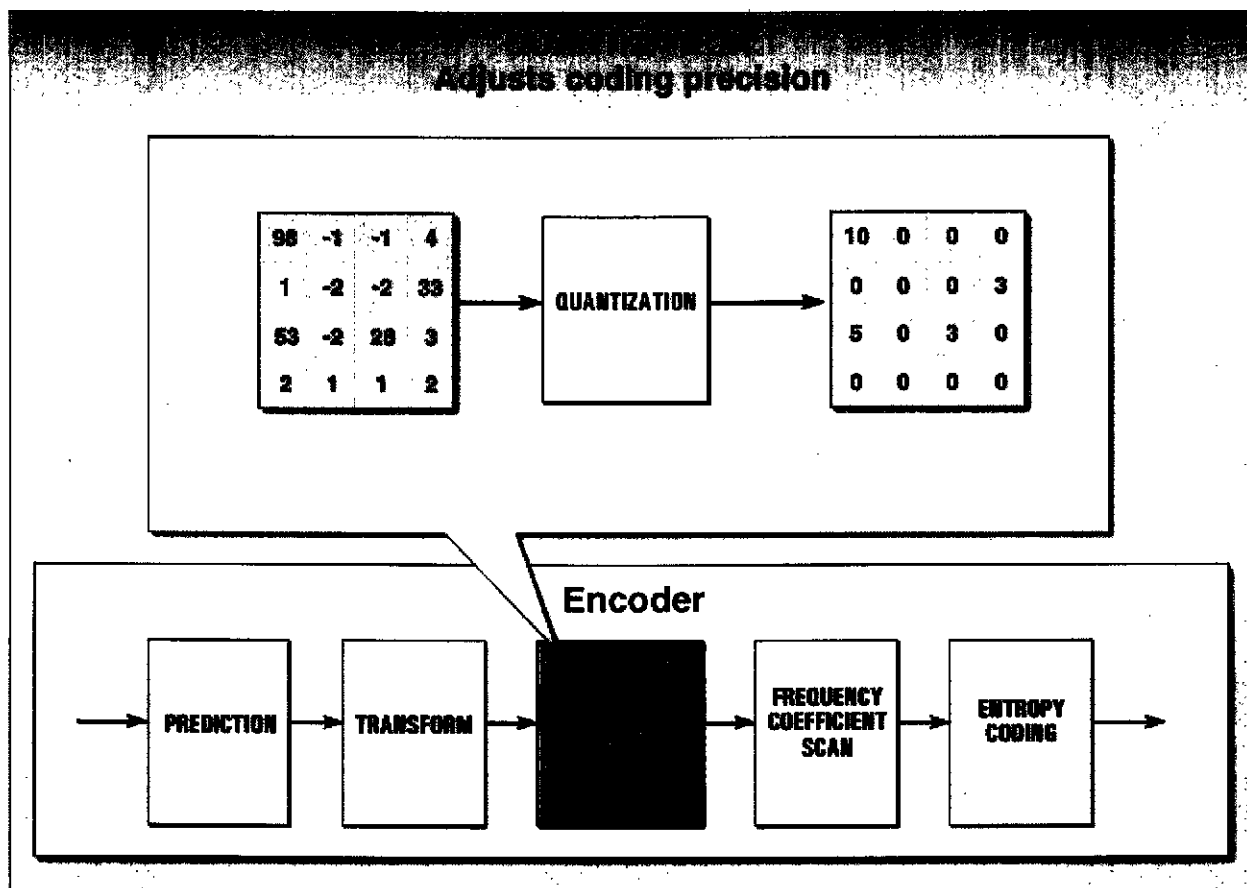 Adjusts coding precision
98 -1 -1 4
1 -2 -2 33
53 -2 28 3
2 1 1 2
QUANTIZATION
10 0 0 0
0 0 0 3
5 0 3 0
0 0 0 0
Encoder
PREDICTION
TRANSFORM
FREQUENCY
COEFFICIENT
SCAN
ENTROPY
CODING